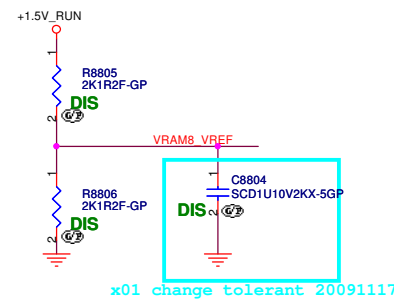 +1.5V_RUN
1
R8805
2K1R2F-GP
DIS
2
G/P
VRAM8_VREF
1
R8806
2K1R2F-GP
DIS
2
G/P
1
C8804
SCD1U10V2KX-5GP
DIS
2
G/P
x01 change tolerant 20091117